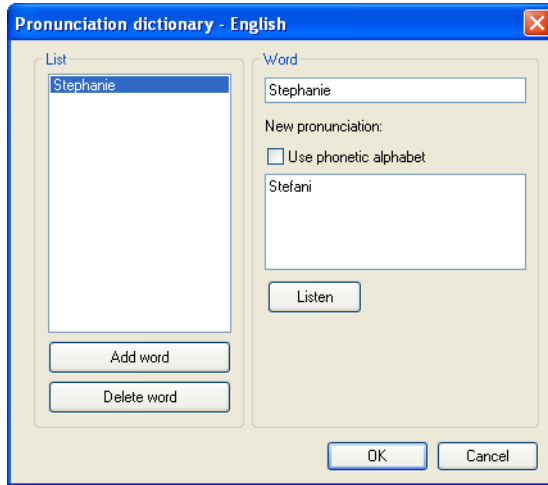 Pronunciation dictionary - English
List
Stephanie
Add word
Delete word
Word
Stephanie
New pronunciation:
Use phonetic alphabet
Stefani
Listen
OK
Cancel